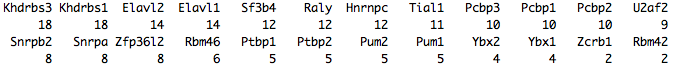 Khdrbs3 Khdrbs1 Elavl2 Elavl1 Sf3b4 Raly Hnrnpc Tial1 Pcbp3 Pcbp1 Pcbp2 U2af2
18 18 14 14 12 12 12 11 10 10 10 9
Snrpb2 Snrpa Zfp36l2 Rbm46 Ptbp1 Ptbp2 Pum2 Pum1 Ybx2 Ybx1 Zcrb1 Rbm42
8 8 8 6 5 5 5 5 4 4 2 2